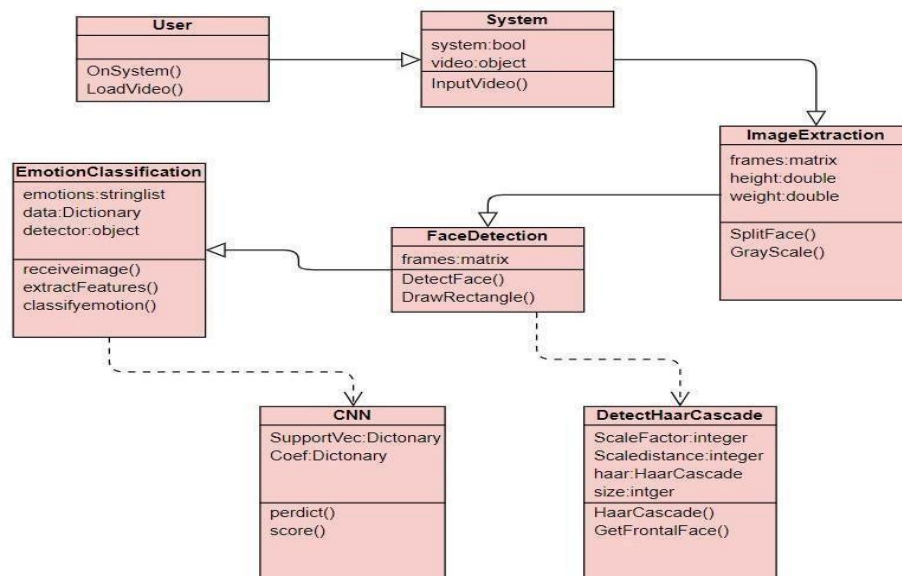 User
OnSystem()
LoadVideo()
System
system:bool
video:object
InputVideo()
ImageExtraction
frames:matrix
height:double
weight:double
SplitFace()
GrayScale()
EmotionClassification
emotions:stringlist
data:Dictionary
detector:object
receiveimage()
extractFeatures()
classifyemotion()
FaceDetection
frames:matrix
DetectFace()
DrawRectangle()
CNN
SupportVec:Dictonary
Coef:Dictonary
perdict()
score()
DetectHaarCascade
ScaleFactor:integer
Scaledistance:integer
haar:HaarCascade
size:intger
HaarCascade()
GetFrontalFace()